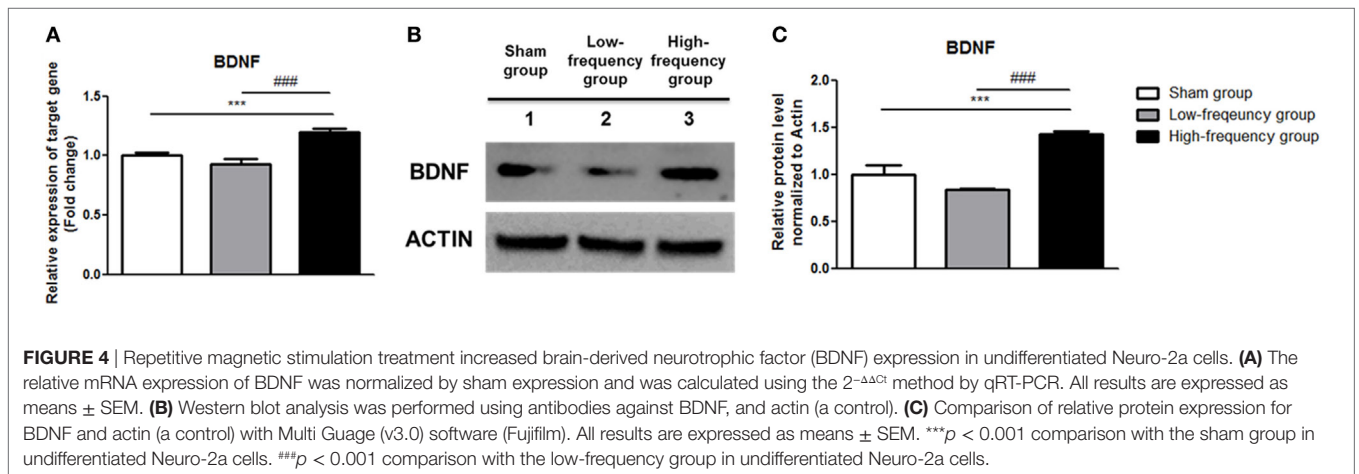 A
BDNF
###
***
Relative expression of target gene
(Fold change)
1.5
1.0
0.5
0.0
B
Sham
group
Low-
frequency
group
High-
frequency
group
1
2
3
BDNF
ACTIN
C
BDNF
###
***
Relative protein level
normalized to Actin
2.0
1.5
1.0
0.5
0.0
Sham group
Low-freqeuncy group
High-frequency group
FIGURE 4 | Repetitive magnetic stimulation treatment increased brain-derived neurotrophic factor (BDNF) expression in undifferentiated Neuro-2a cells. (A) The
relative mRNA expression of BDNF was normalized by sham expression and was calculated using the 2−ΔΔCt method by qRT-PCR. All results are expressed as
means ± SEM. (B) Western blot analysis was performed using antibodies against BDNF, and actin (a control). (C) Comparison of relative protein expression for
BDNF and actin (a control) with Multi Guage (v3.0) software (Fujifilm). All results are expressed as means ± SEM. ***p < 0.001 comparison with the sham group in
undifferentiated Neuro-2a cells. ###p < 0.001 comparison with the low-frequency group in undifferentiated Neuro-2a cells.